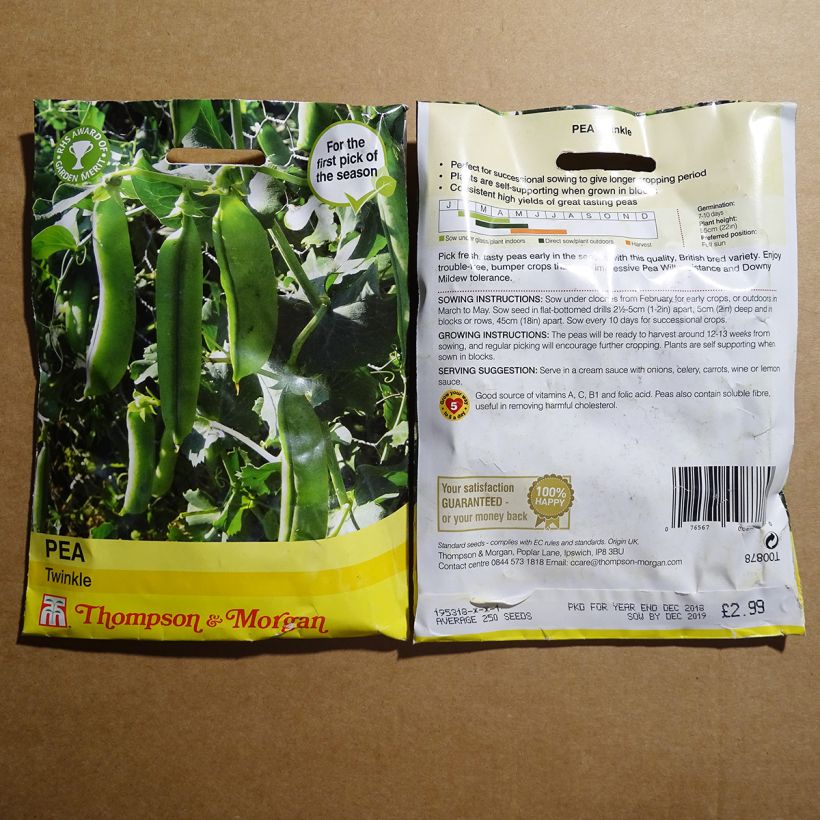 RHS AWARD OF
GARDEN MERIT
For the
first pick of
the season
PEA
Twinkle
Thompson & Morgan
PEA
• Perfect for successional sowing to give longer cropping period
• Plants are self-supporting when grown in
• Consistent high yields of great tasting peas
J M A M J J A S O N D
Sow under glass/plant indoors Direct sow/plant outdoors Harvest
Germination:
7-10 days
Plant height:
(22in)
Preferred position:
Full sun
Pick fresh, tasty peas early in the with this quality, British bred variety. Enjoy
bumper crops Pea Wilt and Downy
Mildew tolerance.
SOWING INSTRUCTIONS: Sow under cloches from February for early crops, or outdoors in
March to May. Sow seed in flat-bottomed drills 2½-5cm (1-2in) apart, 5cm (2in) deep and in
blocks or rows, 45cm (18in) apart. Sow every 10 days for successional crops.
GROWING INSTRUCTIONS: The peas will be ready to harvest around 12-13 weeks from
sowing, and regular picking will encourage further cropping. Plants are self supporting when
sown in blocks.
SERVING SUGGESTION: Serve in a cream sauce with onions, celery, carrots, wine or lemon
sauce.
grow your way
5
to 5 a day
Good source of vitamins A, C, B1 and folic acid. Peas also contain soluble fibre,
useful in removing harmful cholesterol.
Your satisfaction
GUARANTEED -
or your money back
100%
HAPPY
0 76567
Standard seeds - complies with EC rules and standards. Origin UK.
Thompson & Morgan, Poplar Lane, Ipswich, IP8 3BU
Contact centre 0844 573 1818 Email: ccare@thompson-morgan.com
T00878
PKD FOR YEAR END DEC 2018
AVERAGE 250 SEEDS
SOW BY DEC 2019
£2.99